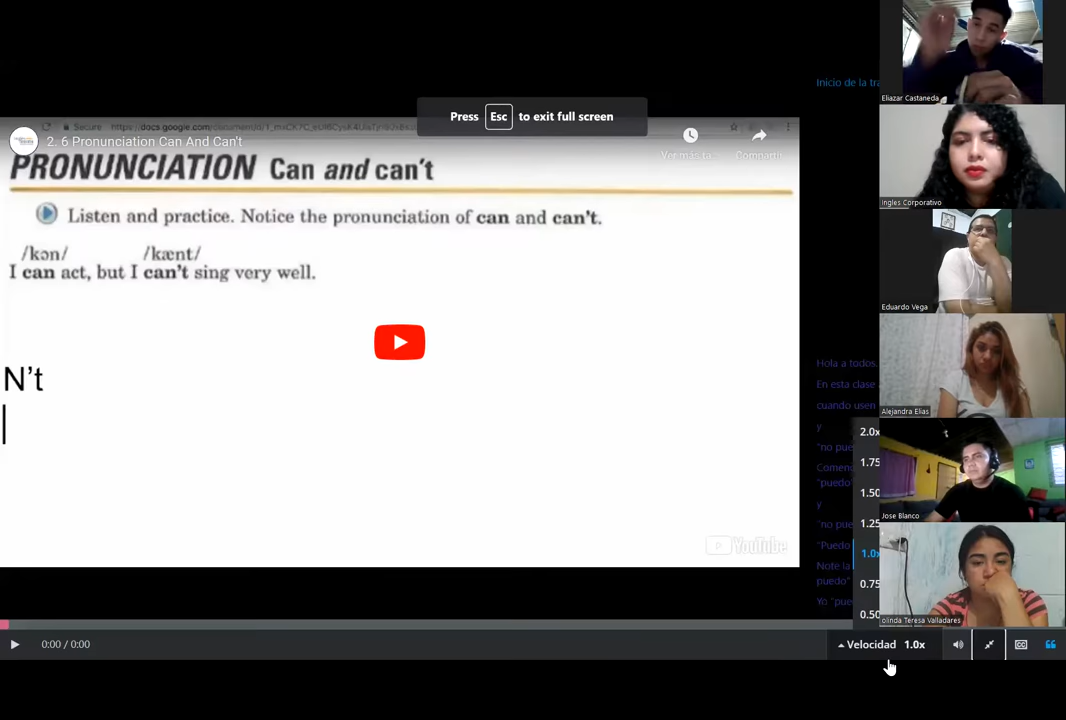 Inicio de la tra
Press Esc to exit full screen
Secure
2. 6 Pronunciation Can And Can't
Ver más ta...
Compartir
PRONUNCIATION Can and can't
Listen and practice. Notice the pronunciation of can and can't.
/kən/ /kænt/
I can act, but I can't sing very well.
N't
YouTube
Hola a todos.
En esta clase
cuando usen
y
"no pue
Comen
"puedo"
y
"no pue
"Puedo
Note la
puedo"
Yo "pue
2.0x
1.75
1.50
1.25
1.0x
0.75
0.50
0:00 / 0:00
Velocidad 1.0x
CC
Eliazar Castaneda
Ingles Corporativo
Eduardo Vega
Alejandra Elias
Jose Blanco
olinda Teresa Valladares